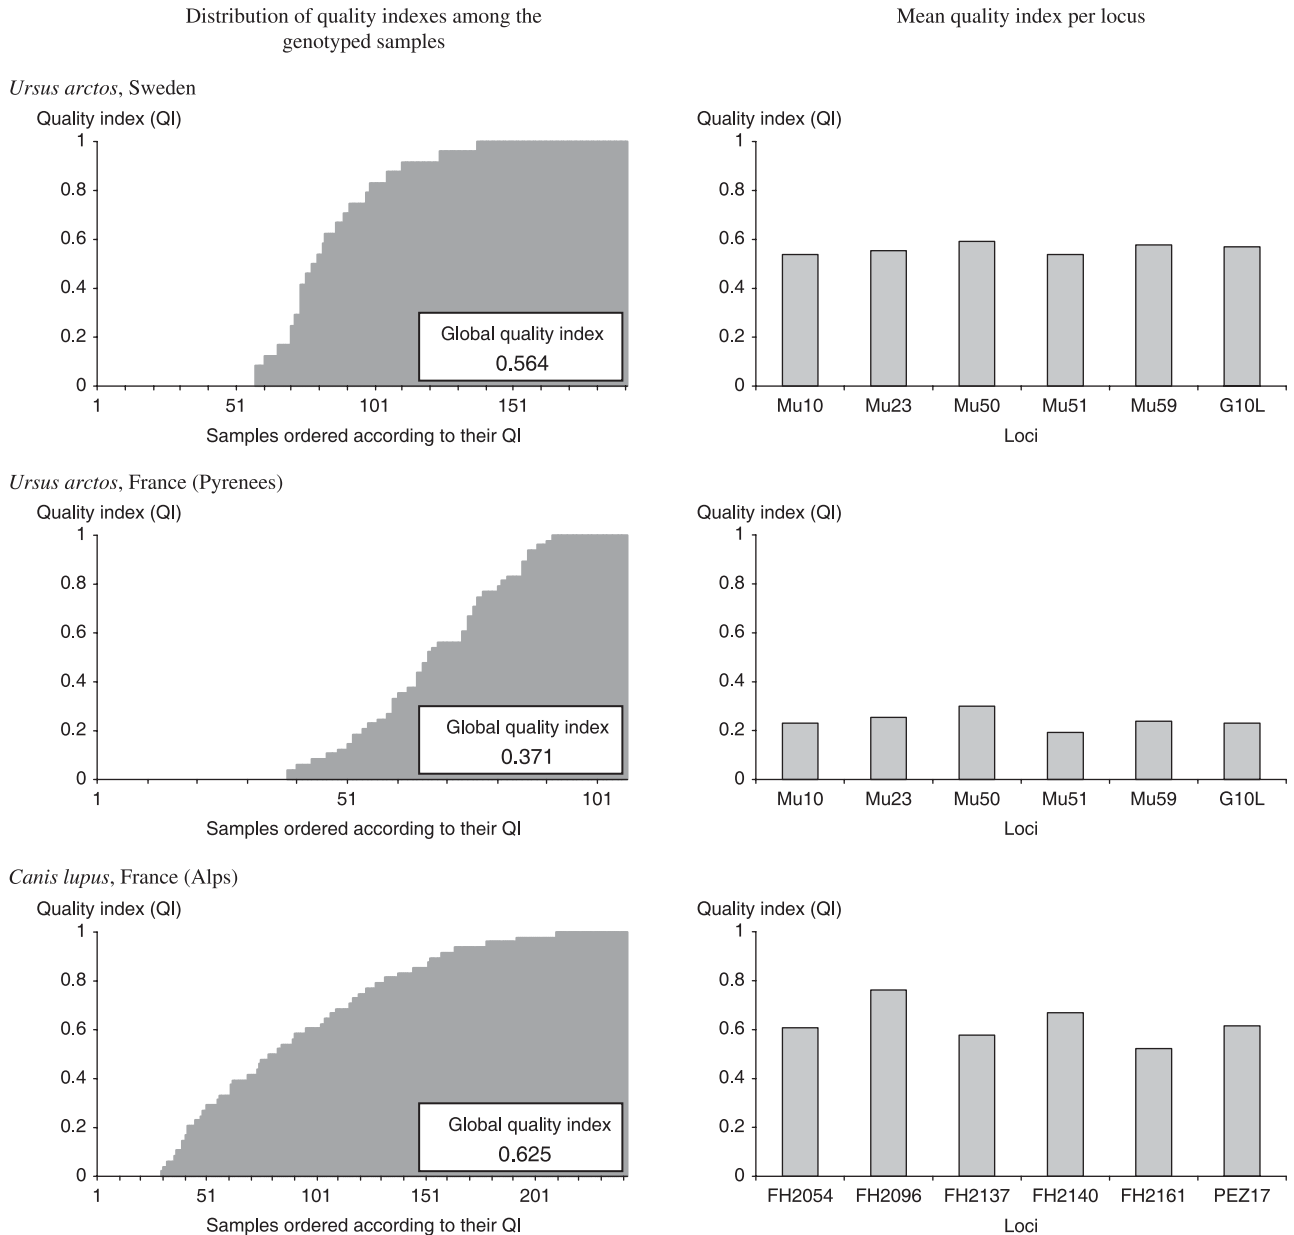 Distribution of quality indexes among the
genotyped samples
Mean quality index per locus
Ursus arctos, Sweden
Quality index (QI)
1
0.8
0.6
0.4
0.2
0
1 51 101 151
Samples ordered according to their QI
Global quality index
0.564
Quality index (QI)
1
0.8
0.6
0.4
0.2
0
Mu10 Mu23 Mu50 Mu51 Mu59 G10L
Loci
Ursus arctos, France (Pyrenees)
Quality index (QI)
1
0.8
0.6
0.4
0.2
0
1 51 101
Samples ordered according to their QI
Global quality index
0.371
Quality index (QI)
1
0.8
0.6
0.4
0.2
0
Mu10 Mu23 Mu50 Mu51 Mu59 G10L
Loci
Canis lupus, France (Alps)
Quality index (QI)
1
0.8
0.6
0.4
0.2
0
1 51 101 151 201
Samples ordered according to their QI
Global quality index
0.625
Quality index (QI)
1
0.8
0.6
0.4
0.2
0
FH2054 FH2096 FH2137 FH2140 FH2161 PEZ17
Loci